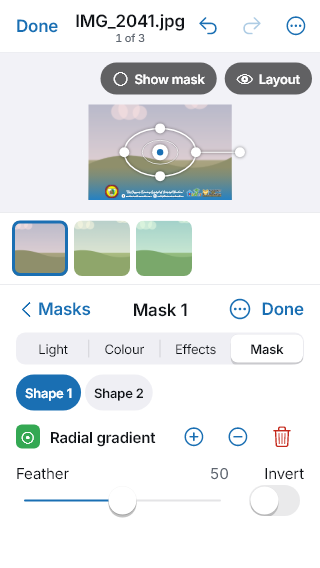 Done
IMG_2041.jpg
1 of 3
Show mask
Layout
Masks
Mask 1
Done
Light
Colour
Effects
Mask
Shape 1
Shape 2
Radial gradient
Feather
50
Invert